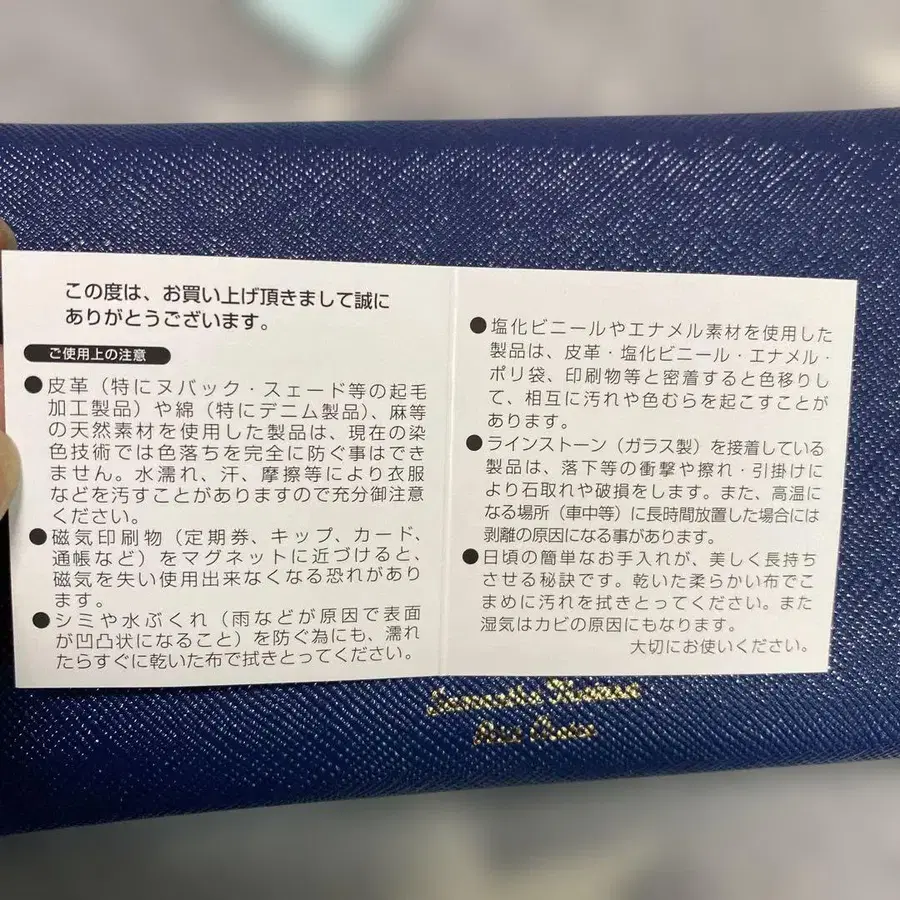 この度は、お買い上げ頂きまして誠に
ありがとうございます。
ご使用上の注意
●皮革（特にヌバック・スェード等の起毛
加工製品）や綿（特にデニム製品）、麻等
の天然素材を使用した製品は、現在の染
色技術では色落ちを完全に防ぐ事はでき
ません。水濡れ、汗、摩擦等により衣服
などを汚すことがありますので充分御注意
ください。
●磁気印刷物（定期券、キップ、カード、
通帳など）をマグネットに近づけると、
磁気を失い使用出来なくなる恐れがあり
ます。
●シミや水ぶくれ（雨などが原因で表面
が凹凸状になること）を防ぐ為にも、濡れ
たらすぐに乾いた布で拭きとってください。
●塩化ビニールやエナメル素材を使用した
製品は、皮革・塩化ビニール・エナメル・
ポリ袋、印刷物等と密着すると色移りし
て、相互に汚れや色むらを起こすことが
あります。
●ラインストーン（ガラス製）を接着している
製品は、落下等の衝撃や擦れ・引掛けに
より石取れや破損をします。また、高温に
なる場所（車中等）に長時間放置した場合には
剥離の原因になる事があります。
●日頃の簡単なお手入れが、美しく長持ち
させる秘訣です。乾いた柔らかい布でこ
まめに汚れを拭きとってください。また
湿気はカビの原因にもなります。
大切にお使いください。
Samantha Thavasa
Petit Choice